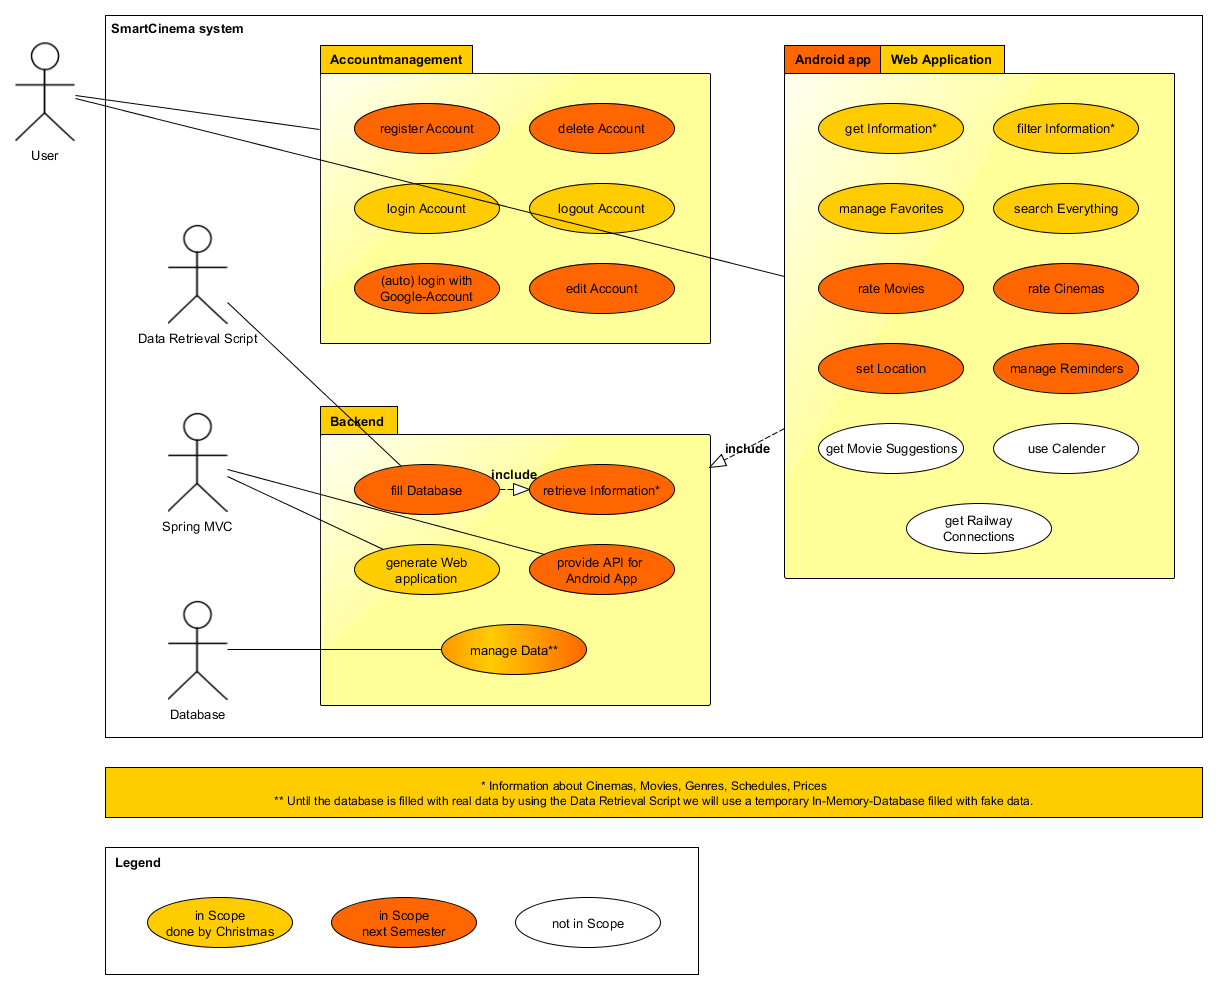 SmartCinema system
User
Accountmanagement
register Account
delete Account
login Account
logout Account
(auto) login with
Google-Account
edit Account
Android app
Web Application
get Information*
filter Information*
manage Favorites
search Everything
rate Movies
rate Cinemas
set Location
manage Reminders
get Movie Suggestions
use Calender
get Railway
Connections
include
Data Retrieval Script
Spring MVC
Database
Backend
fill Database
include
retrieve Information*
generate Web
application
provide API for
Android App
manage Data**
* Information about Cinemas, Movies, Genres, Schedules, Prices
** Until the database is filled with real data by using the Data Retrieval Script we will use a temporary In-Memory-Database filled with fake data.
Legend
in Scope
done by Christmas
in Scope
next Semester
not in Scope